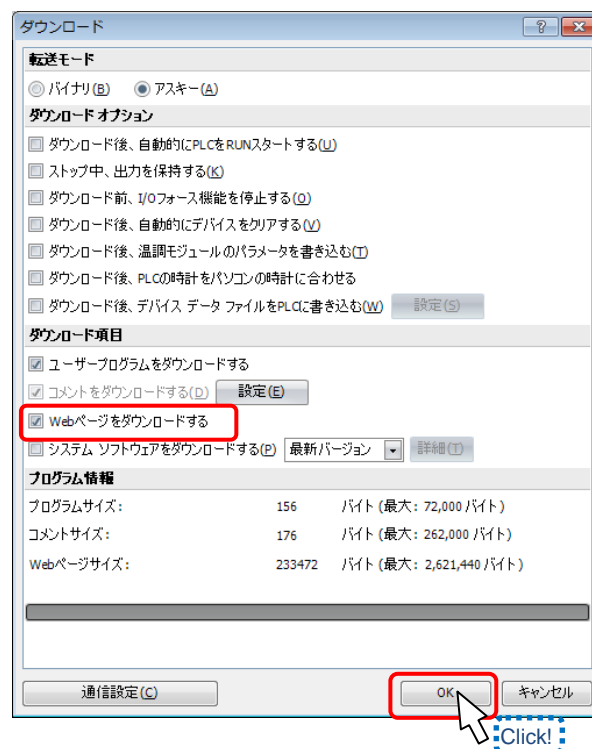 ダウンロード
転送モード
バイナリ(B) アスキー(A)
ダウンロード オプション
ダウンロード後、自動的にPLCをRUNスタートする(U)
ストップ中、出力を保持する(K)
ダウンロード前、I/Oフォース機能を停止する(O)
ダウンロード後、自動的にデバイスをクリアする(V)
ダウンロード後、温調モジュールのパラメータを書き込む(T)
ダウンロード後、PLCの時計をパソコンの時計に合わせる
ダウンロード後、デバイス データ ファイルをPLCに書き込む(W) 設定(S)
ダウンロード項目
ユーザープログラムをダウンロードする
コメントをダウンロードする(D) 設定(E)
Webページをダウンロードする
システム ソフトウェアをダウンロードする(P) 最新バージョン 詳細(T)
プログラム情報
プログラムサイズ: 156 バイト (最大: 72,000 バイト)
コメントサイズ: 176 バイト (最大: 262,000 バイト)
Webページサイズ: 233472 バイト (最大: 2,621,440 バイト)
通信設定(C) OK キャンセル
Click!